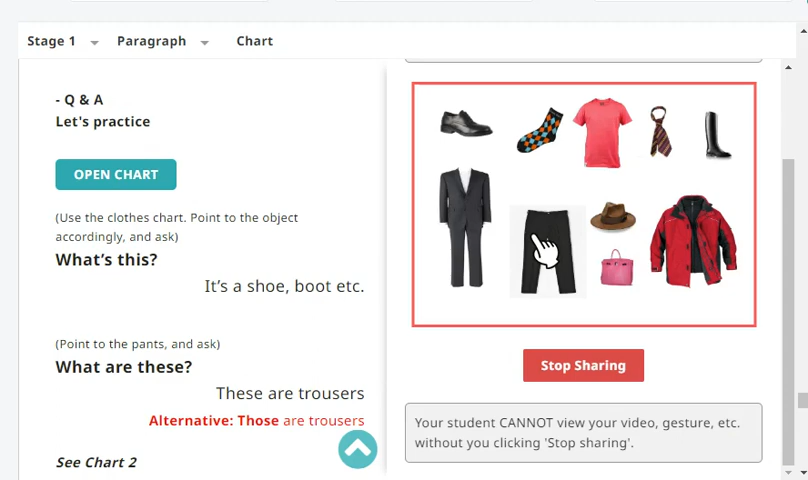 Stage 1
Paragraph
Chart
- Q & A
Let's practice
OPEN CHART
(Use the clothes chart. Point to the object
accordingly, and ask)
What's this?
It's a shoe, boot etc.
(Point to the pants, and ask)
What are these?
These are trousers
Alternative: Those are trousers
See Chart 2
Stop Sharing
Your student CANNOT view your video, gesture, etc.
without you clicking 'Stop sharing'.